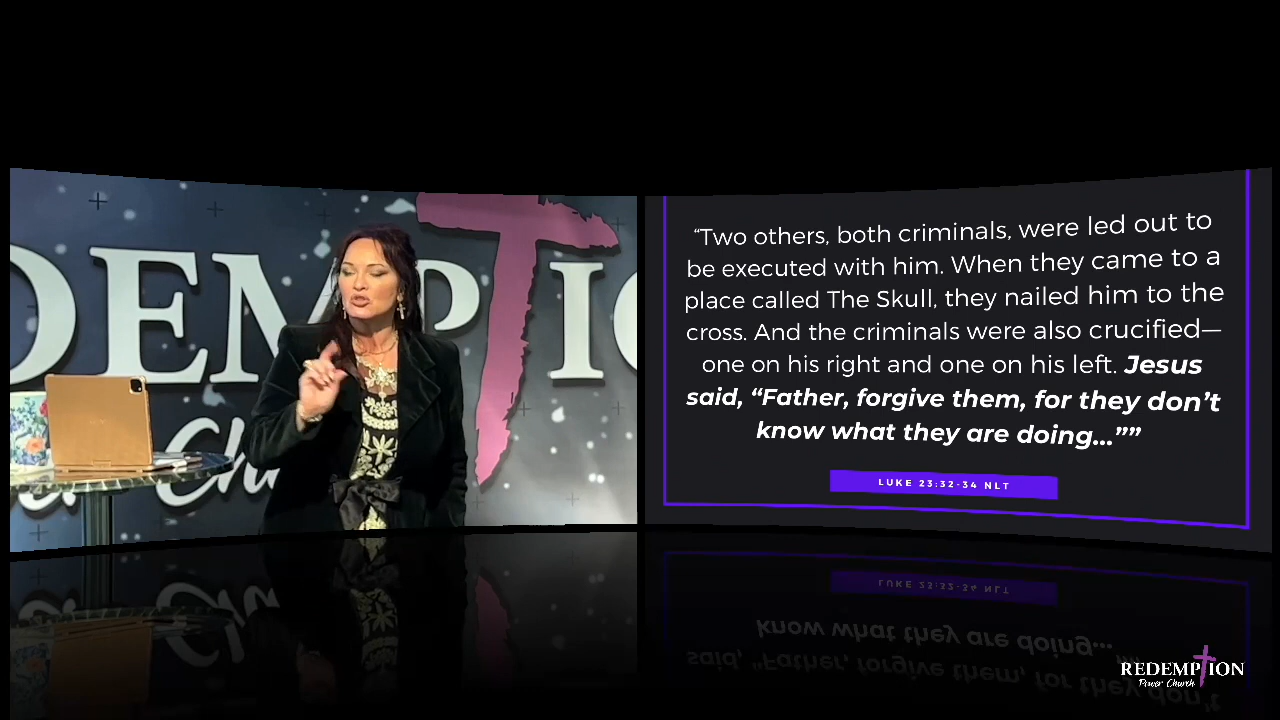 DEMPTIO
Ch
“Two others, both criminals, were led out to
be executed with him. When they came to a
place called The Skull, they nailed him to the
cross. And the criminals were also crucified—
one on his right and one on his left. Jesus
said, “Father, forgive them, for they don’t
know what they are doing...””
LUKE 23:32-34 NLT
REDEMPTION
Power Church